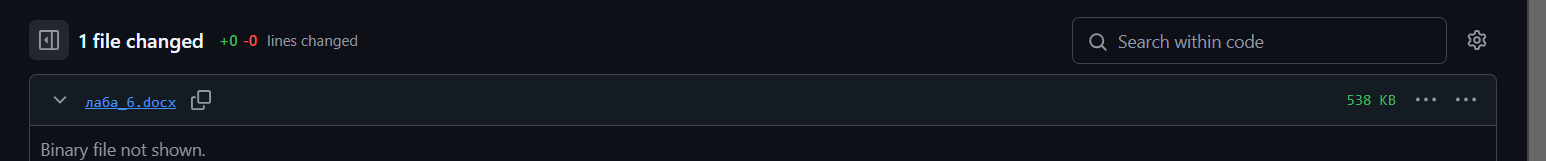 1 file changed +0 -0 lines changed Search within code
лаба_6.docx 538 KB
Binary file not shown.